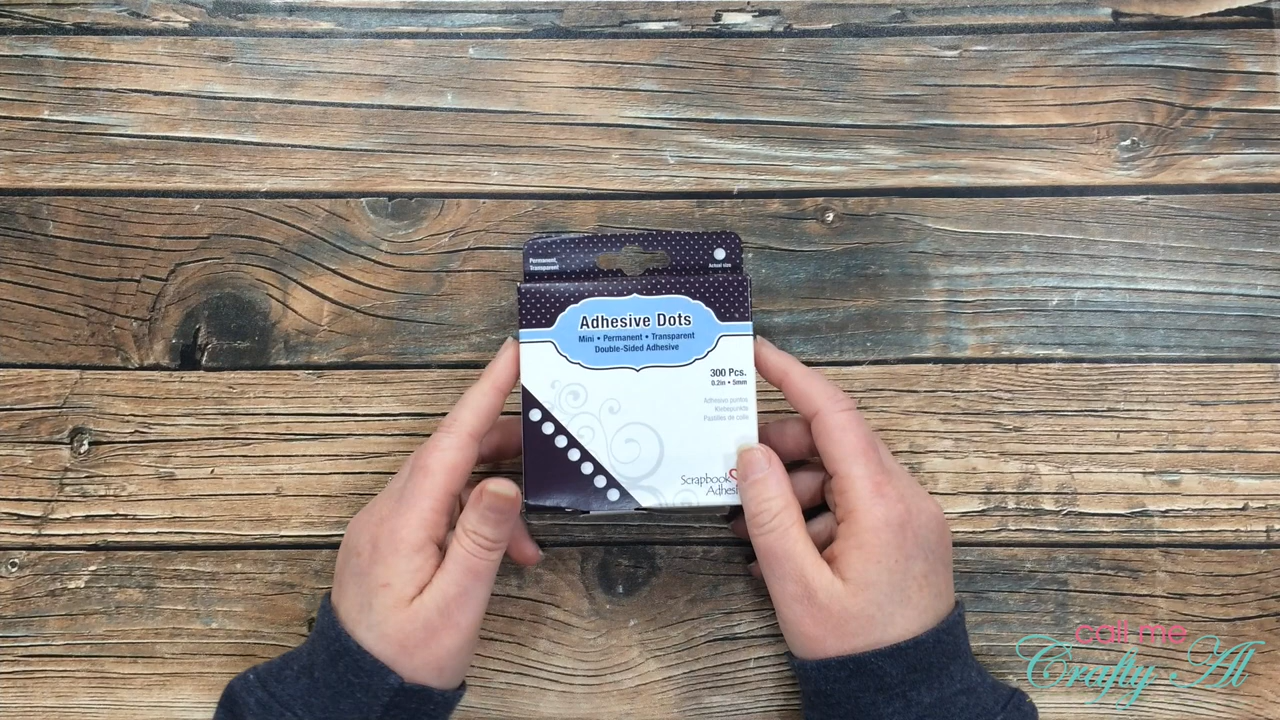 Permanent,
Transparent
Actual size
Adhesive Dots
Mini • Permanent • Transparent
Double-Sided Adhesive
300 Pcs.
0.2in • 5mm
Adhesivo puntos
Klebepunkte
Pastilles de colle
Scrapbook
call me
Crafty Al